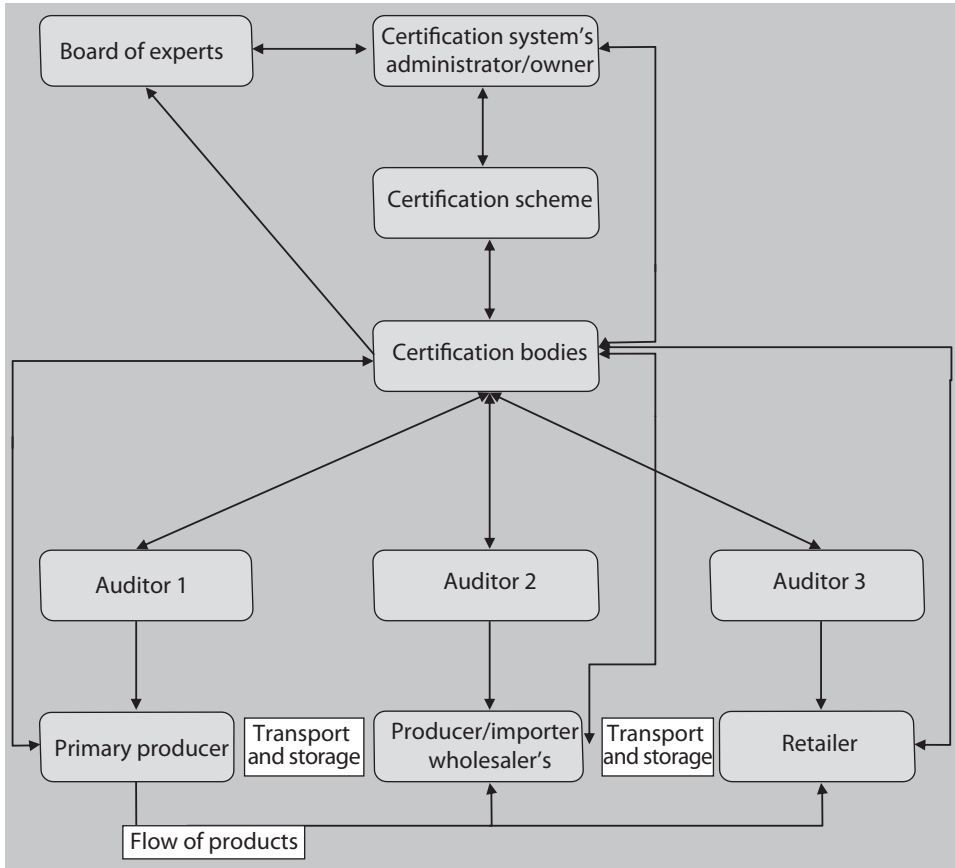 Board of experts
Certification system’s
administrator/owner
Certification scheme
Certification bodies
Auditor 1
Auditor 2
Auditor 3
Primary producer
Transport
and storage
Producer/importer
wholesaler’s
Transport
and storage
Retailer
Flow of products